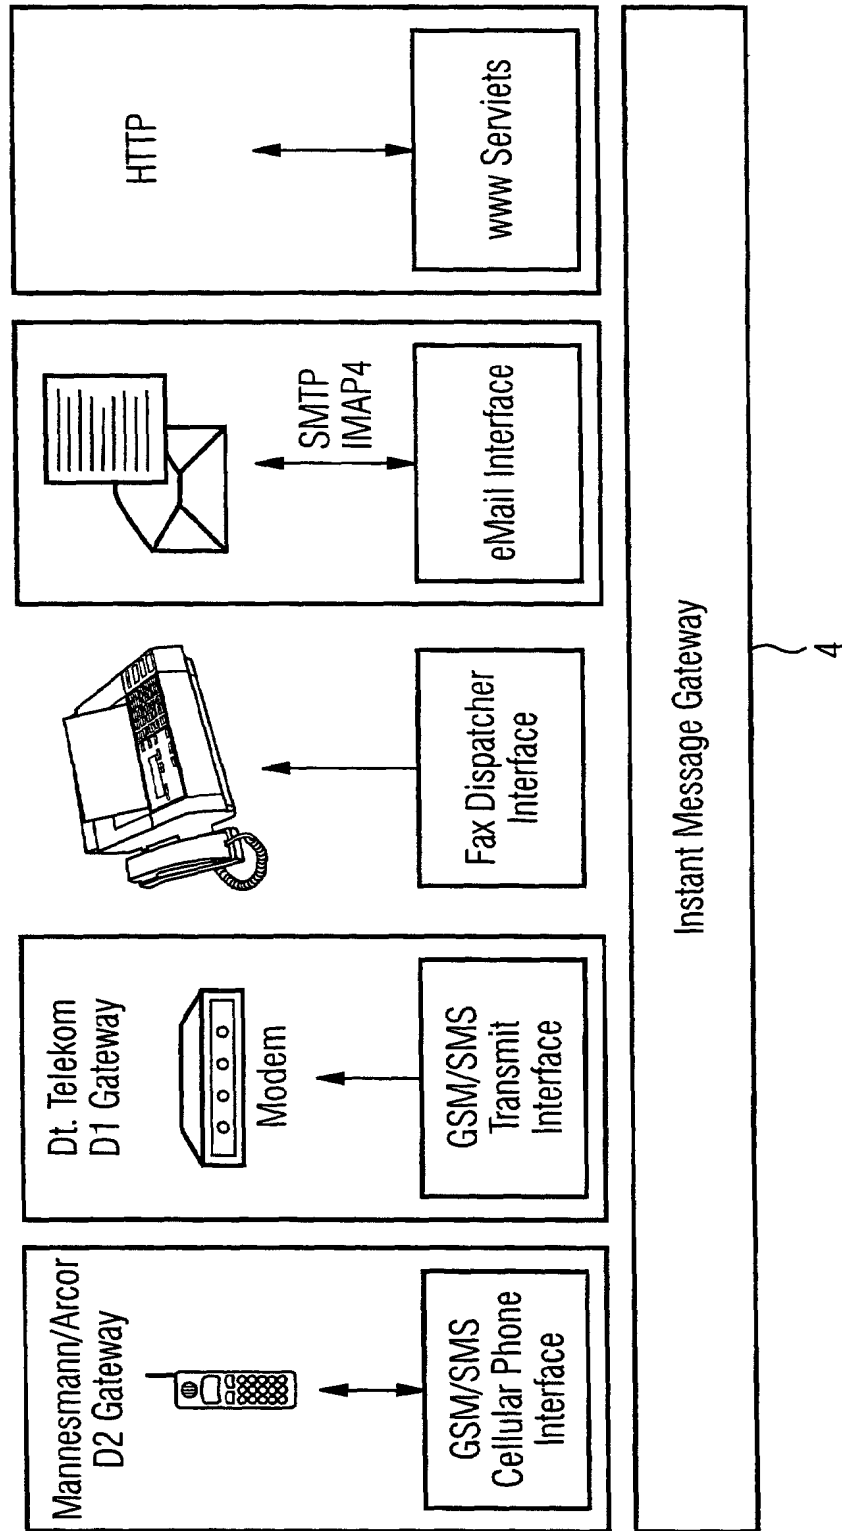 Mannesmann/Arcor
D2 Gateway
GSM/SMS
Cellular Phone
Interface
Dt. Telekom
D1 Gateway
Modem
GSM/SMS
Transmit
Interface
Fax Dispatcher
Interface
SMTP
IMAP4
eMail Interface
HTTP
www Serviets
Instant Message Gateway
4